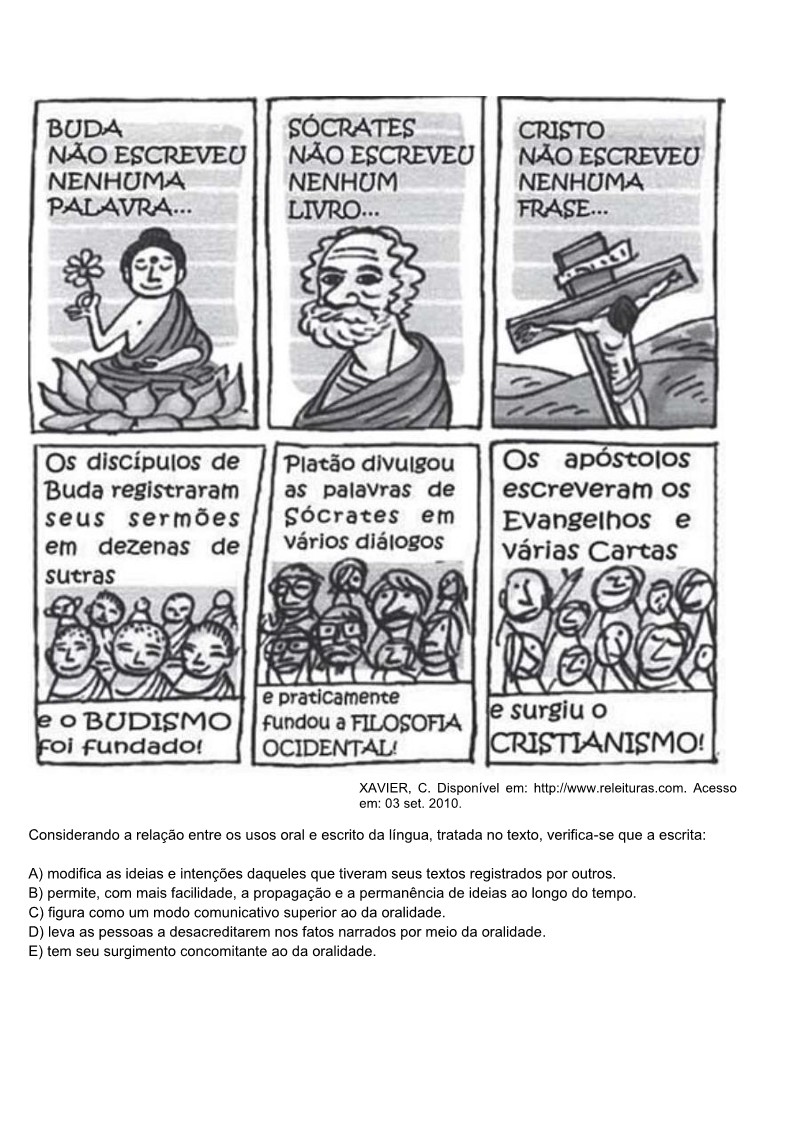 BUDA
NÃO ESCREVEU
NENHUMA
PALAVRA...
SÓCRATES
NÃO ESCREVEU
NENHUM
LIVRO...
CRISTO
NÃO ESCREVEU
NENHUMA
FRASE...
Os discípulos de
Buda registraram
seus sermões
em dezenas de
sutras
e o BUDISMO
foi fundado!
Platão divulgou
as palavras de
Sócrates em
vários diálogos
e praticamente
fundou a FILOSOFIA
OCIDENTAL!
Os apóstolos
escreveram os
Evangelhos e
várias Cartas
e surgiu o
CRISTIANISMO!
XAVIER, C. Disponível em: http://www.releituras.com. Acesso
em: 03 set. 2010.
Considerando a relação entre os usos oral e escrito da língua, tratada no texto, verifica-se que a escrita:
A) modifica as ideias e intenções daqueles que tiveram seus textos registrados por outros.
B) permite, com mais facilidade, a propagação e a permanência de ideias ao longo do tempo.
C) figura como um modo comunicativo superior ao da oralidade.
D) leva as pessoas a desacreditarem nos fatos narrados por meio da oralidade.
E) tem seu surgimento concomitante ao da oralidade.